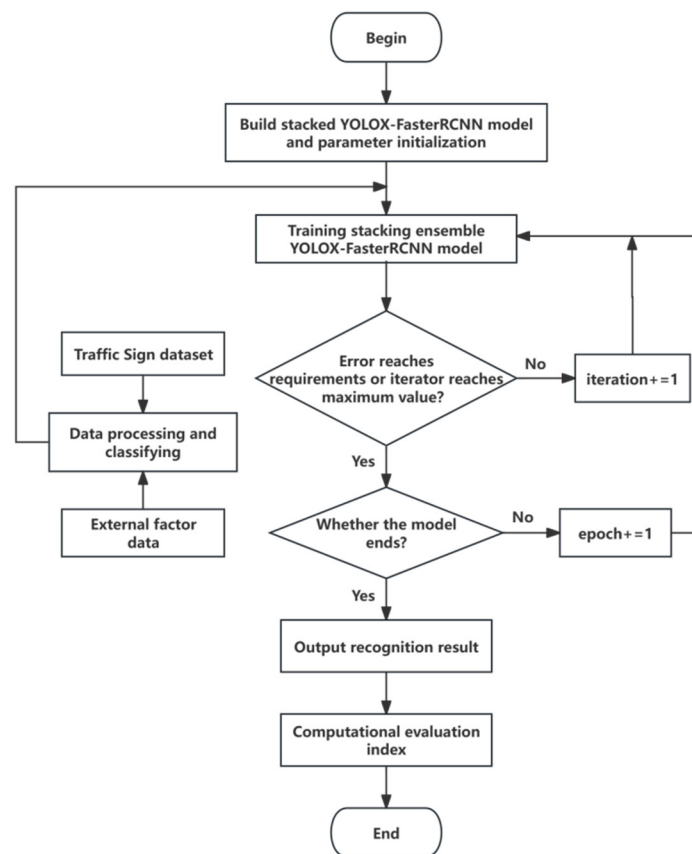 Begin
Build stacked YOLOX-FasterRCNN model
and parameter initialization
Training stacking ensemble
YOLOX-FasterRCNN model
Traffic Sign dataset
Data processing and
classifying
External factor
data
Error reaches
requirements or iterator reaches
maximum value?
No
iteration+=1
Yes
Whether the model
ends?
No
epoch+=1
Yes
Output recognition result
Computational evaluation
index
End